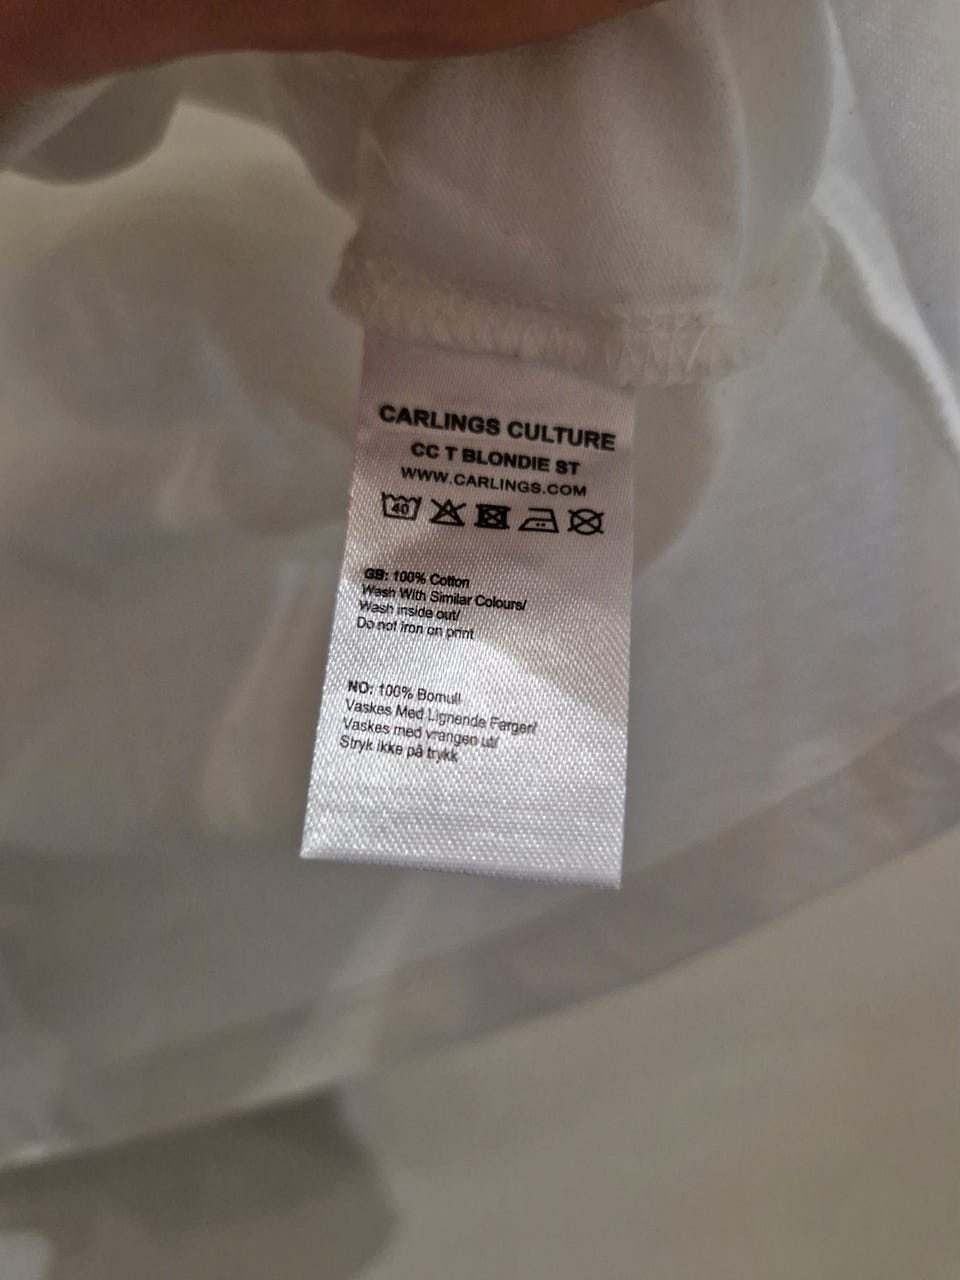 CARLINGS CULTURE
CC T BLONDIE ST
WWW.CARLINGS.COM
40
GB: 100% Cotton
Wash With Similar Colours/
Wash inside out/
Do not iron on print
NO: 100% Bomull
Vaskes Med Lignende Farger/
Vaskes med vrangen ut/
Stryk ikke på trykk